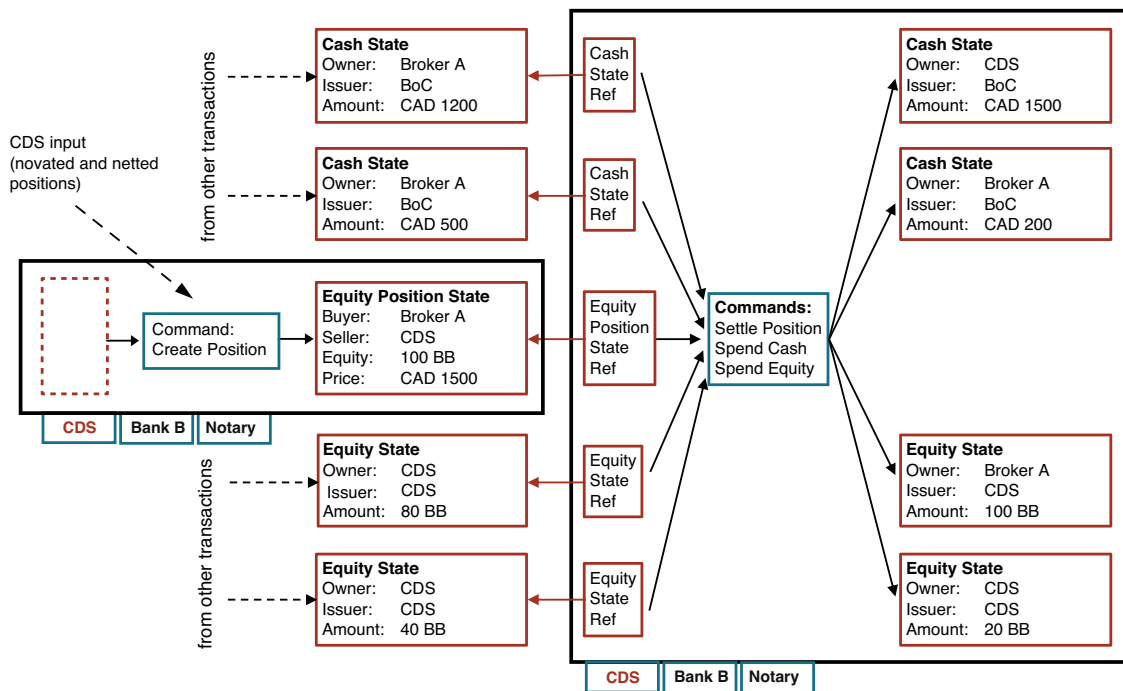 CDS input
(novated and netted
positions)
from other transactions
Cash State
Owner: Broker A
Issuer: BoC
Amount: CAD 1200
Cash State
Owner: Broker A
Issuer: BoC
Amount: CAD 500
Command:
Create Position
Equity Position State
Buyer: Broker A
Seller: CDS
Equity: 100 BB
Price: CAD 1500
CDS
Bank B
Notary
from other transactions
Equity State
Owner: CDS
Issuer: CDS
Amount: 80 BB
Equity State
Owner: CDS
Issuer: CDS
Amount: 40 BB
Cash
State
Ref
Cash
State
Ref
Equity
Position
State
Ref
Equity
State
Ref
Equity
State
Ref
Commands:
Settle Position
Spend Cash
Spend Equity
Cash State
Owner: CDS
Issuer: BoC
Amount: CAD 1500
Cash State
Owner: Broker A
Issuer: BoC
Amount: CAD 200
Equity State
Owner: Broker A
Issuer: CDS
Amount: 100 BB
Equity State
Owner: CDS
Issuer: CDS
Amount: 20 BB
CDS
Bank B
Notary